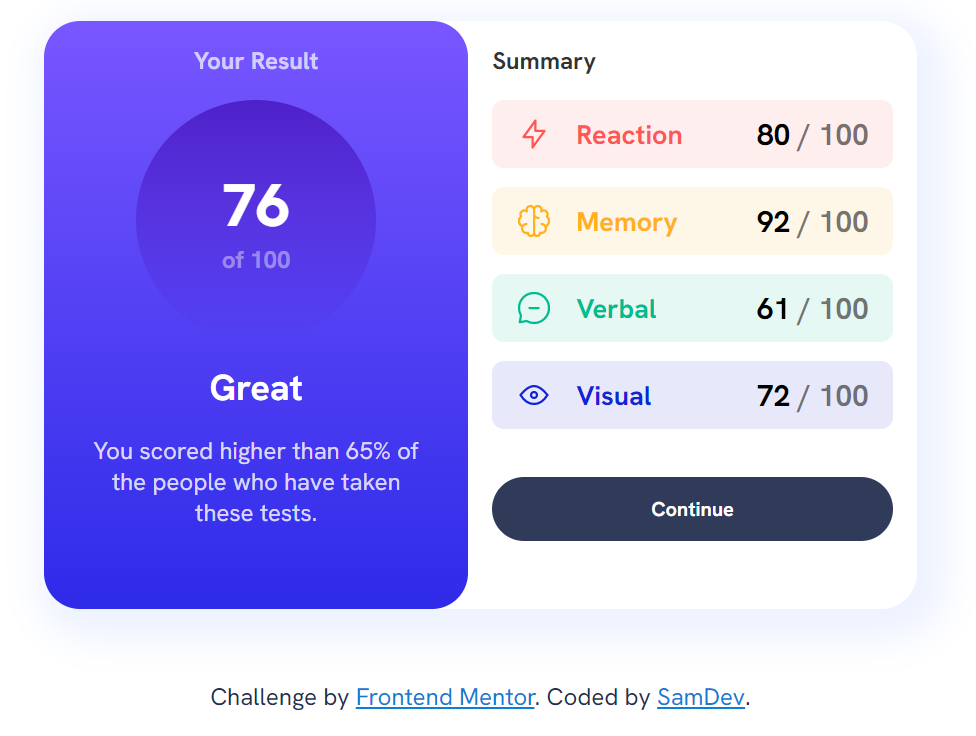 Your Result
76
of 100
Great
You scored higher than 65% of
the people who have taken
these tests.
Summary
Reaction 80 / 100
Memory 92 / 100
Verbal 61 / 100
Visual 72 / 100
Continue
Challenge by Frontend Mentor. Coded by SamDev.